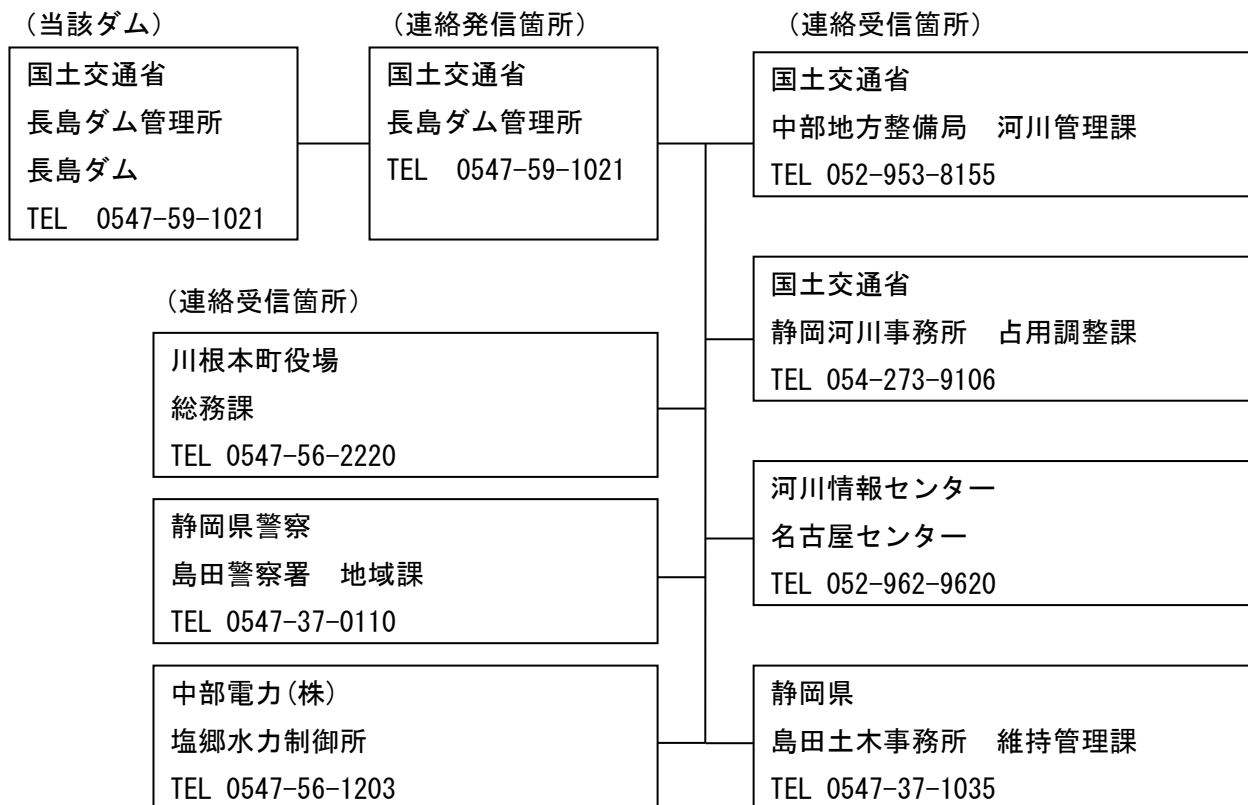 (当該ダム)
国土交通省
長島ダム管理所
長島ダム
TEL　0547-59-1021
(連絡発信箇所)
国土交通省
長島ダム管理所
TEL　0547-59-1021
(連絡受信箇所)
国土交通省
中部地方整備局　河川管理課
TEL 052-953-8155
国土交通省
静岡河川事務所　占用調整課
TEL 054-273-9106
河川情報センター
名古屋センター
TEL 052-962-9620
静岡県
島田土木事務所　維持管理課
TEL 0547-37-1035
(連絡受信箇所)
川根本町役場
総務課
TEL 0547-56-2220
静岡県警察
島田警察署　地域課
TEL 0547-37-0110
中部電力(株)
塩郷水力制御所
TEL 0547-56-1203